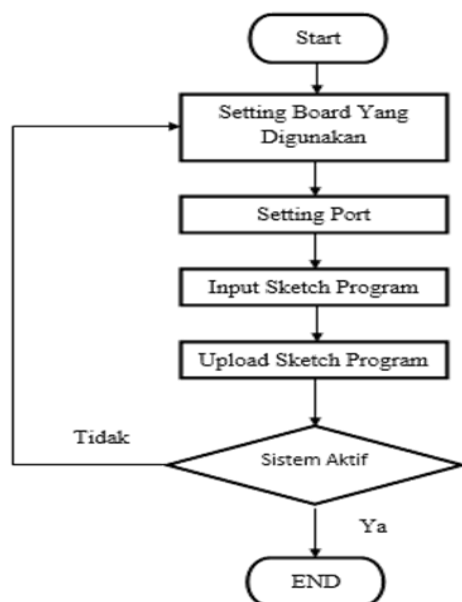 Start
Setting Board Yang
Digunakan
Setting Port
Input Sketch Program
Upload Sketch Program
Tidak
Sistem Aktif
Ya
END